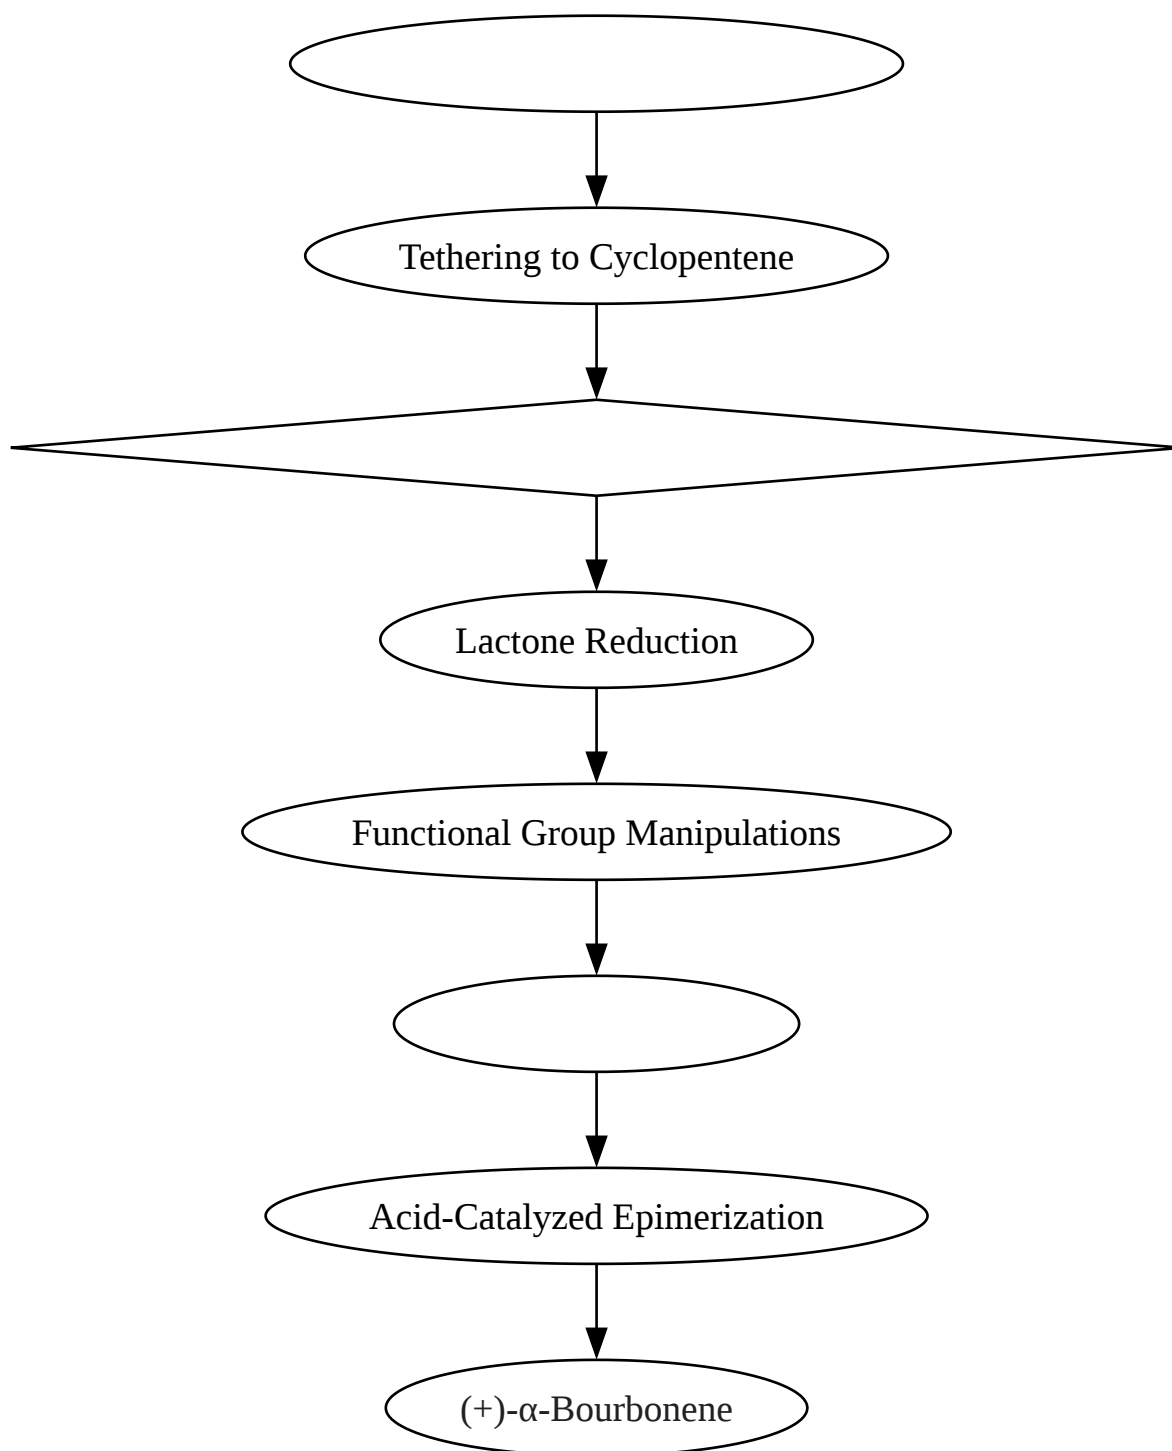 Tethering to Cyclopentene
Lactone Reduction
Functional Group Manipulations
Acid-Catalyzed Epimerization
(+)-α-Bourbonene